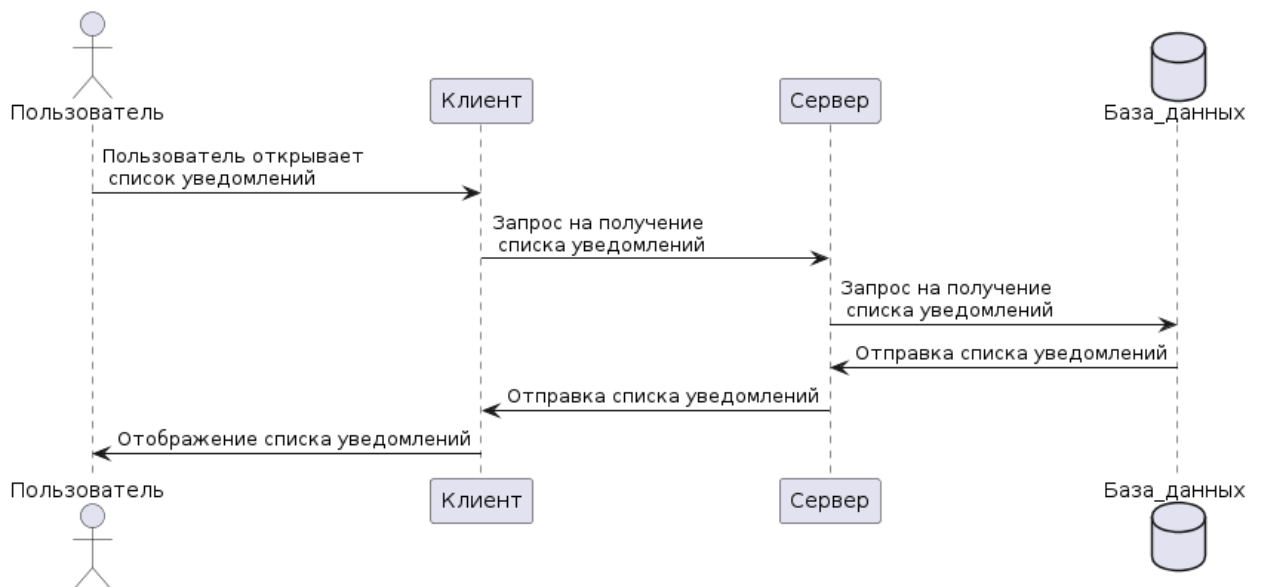 Пользователь
Клиент
Сервер
База_данных
Пользователь открывает
список уведомлений
Запрос на получение
списка уведомлений
Запрос на получение
списка уведомлений
Отправка списка уведомлений
Отправка списка уведомлений
Отображение списка уведомлений
Пользователь
Клиент
Сервер
База_данных